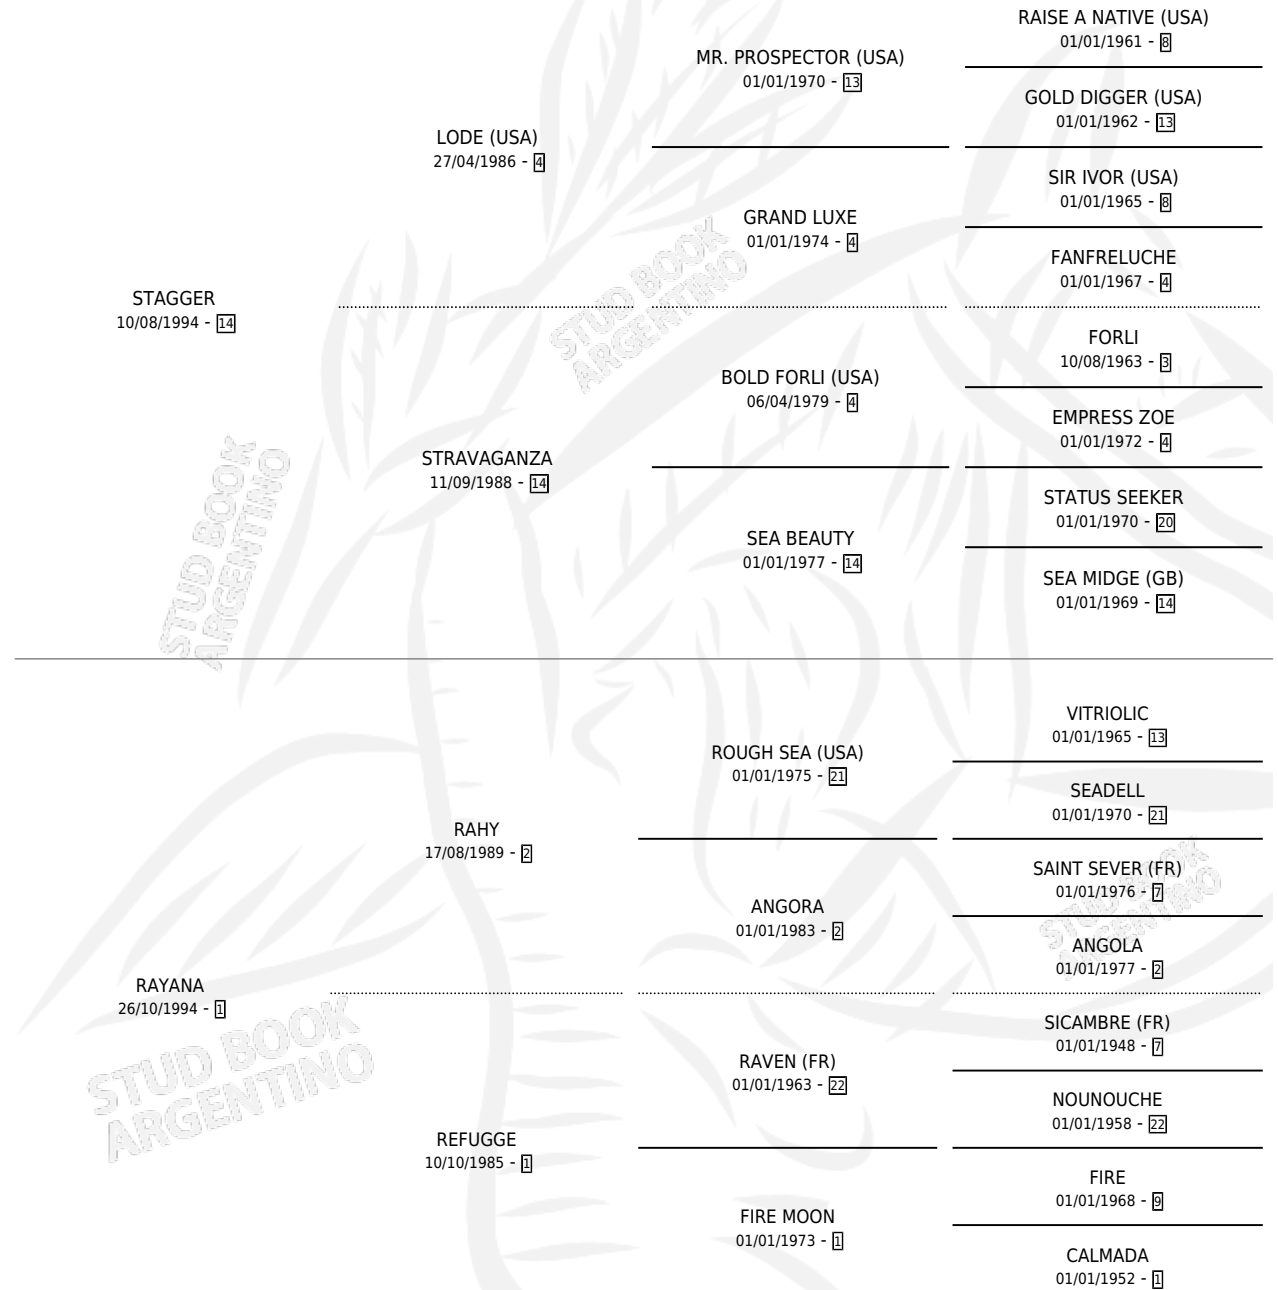 RAISE A NATIVE (USA)
01/01/1961 - 8
MR. PROSPECTOR (USA)
01/01/1970 - 13
GOLD DIGGER (USA)
01/01/1962 - 13
LODE (USA)
27/04/1986 - 4
SIR IVOR (USA)
01/01/1965 - 8
GRAND LUXE
01/01/1974 - 4
FANFRELUCHE
01/01/1967 - 4
STAGGER
10/08/1994 - 14
FORLI
10/08/1963 - 3
BOLD FORLI (USA)
06/04/1979 - 4
EMPRESS ZOE
01/01/1972 - 4
STRAVAGANZA
11/09/1988 - 14
STATUS SEEKER
01/01/1970 - 20
SEA BEAUTY
01/01/1977 - 14
SEA MIDGE (GB)
01/01/1969 - 14
STUD BOOK
ARGENTINO
STUD BOOK
ARGENTINO
VITRIOLIC
01/01/1965 - 13
ROUGH SEA (USA)
01/01/1975 - 21
SEADELL
01/01/1970 - 21
RAHY
17/08/1989 - 2
SAINT SEVER (FR)
01/01/1976 - 7
ANGORA
01/01/1983 - 2
ANGOLA
01/01/1977 - 2
RAYANA
26/10/1994 - 1
SICAMBRE (FR)
01/01/1948 - 7
RAVEN (FR)
01/01/1963 - 22
NOUNOUCHE
01/01/1958 - 22
REFUGGE
10/10/1985 - 1
FIRE
01/01/1968 - 9
FIRE MOON
01/01/1973 - 1
CALMADA
01/01/1952 - 1
STUD BOOK
ARGENTINO
STUD BOOK
ARGENTINO